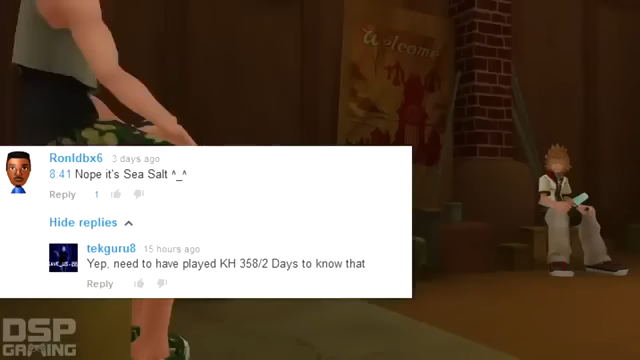 Welcome
Ronldbx6 3 days ago
8:41 Nope it's Sea Salt ^_^
Reply 1
Hide replies
tekguru8 15 hours ago
Yep, need to have played KH 358/2 Days to know that
Reply
DSP
GAMING